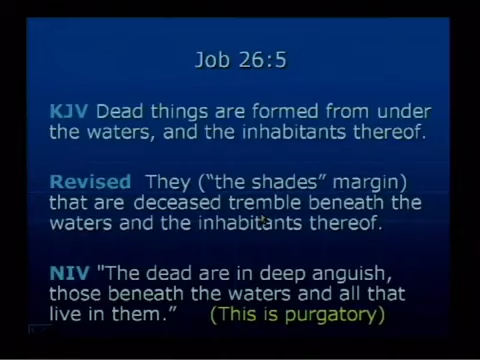 Job 26:5
KJV Dead things are formed from under
the waters, and the inhabitants thereof.
Revised They (“the shades” margin)
that are deceased tremble beneath the
waters and the inhabitants thereof.
NIV "The dead are in deep anguish,
those beneath the waters and all that
live in them.” (This is purgatory)